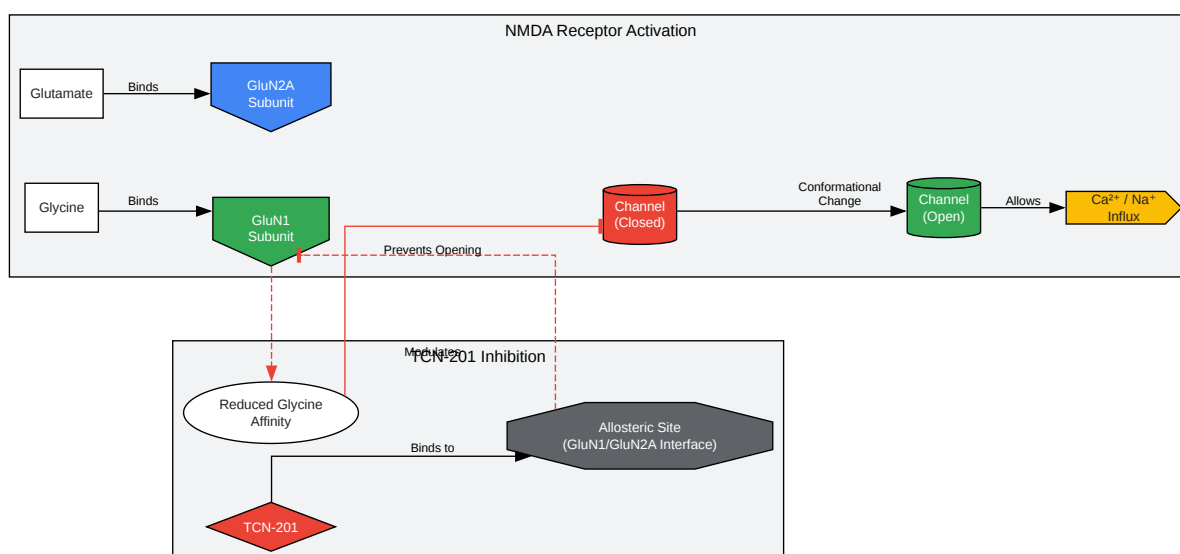 NMDA Receptor Activation
Glutamate
Binds
GluN2A
Subunit
Glycine
Binds
GluN1
Subunit
Channel
(Closed)
Conformational
Change
Channel
(Open)
Allows
Ca²⁺ / Na⁺
Influx
Prevents Opening
Modulates
TCN-201 Inhibition
Reduced Glycine
Affinity
Allosteric Site
(GluN1/GluN2A Interface)
Binds to
TCN-201